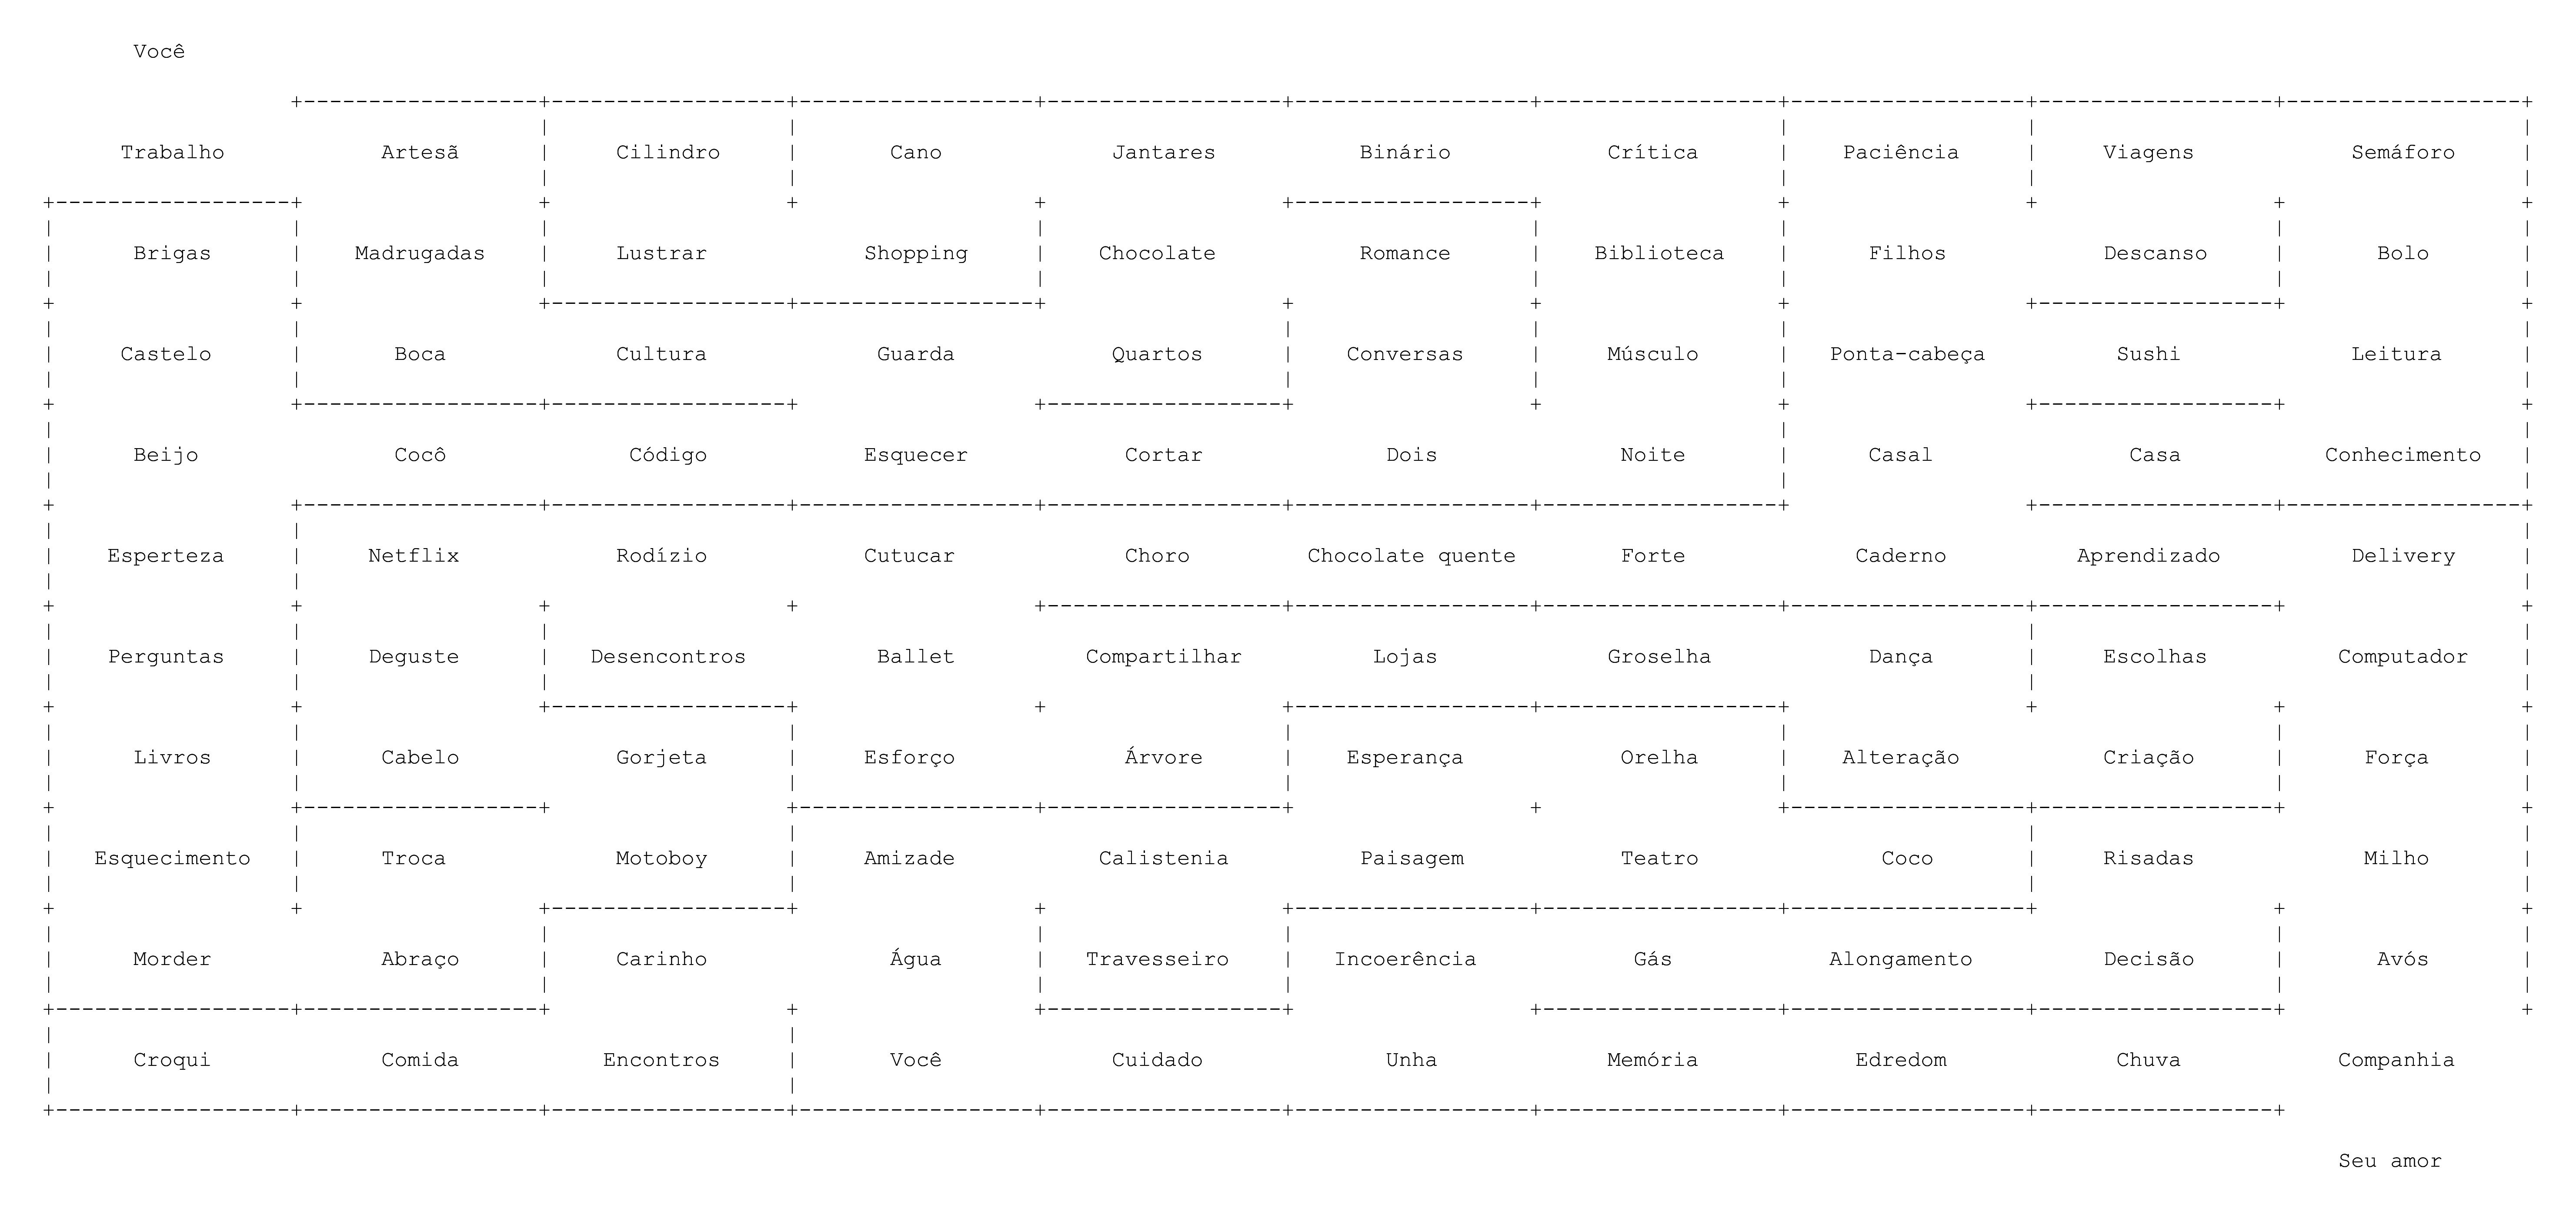 Você
Trabalho Artesã Cilindro Cano Jantares Binário Crítica Paciência Viagens Semáforo
Brigas Madrugadas Lustrar Shopping Chocolate Romance Biblioteca Filhos Descanso Bolo
Castelo Boca Cultura Guarda Quartos Conversas Músculo Ponta-cabeça Sushi Leitura
Beijo Cocô Código Esquecer Cortar Dois Noite Casal Casa Conhecimento
Esperteza Netflix Rodízio Cutucar Choro Chocolate quente Forte Caderno Aprendizado Delivery
Perguntas Deguste Desencontros Ballet Compartilhar Lojas Groselha Dança Escolhas Computador
Livros Cabelo Gorjeta Esforço Árvore Esperança Orelha Alteração Criação Força
Esquecimento Troca Motoboy Amizade Calistenia Paisagem Teatro Coco Risadas Milho
Morder Abraço Carinho Água Travesseiro Incoerência Gás Alongamento Decisão Avós
Croqui Comida Encontros Você Cuidado Unha Memória Edredom Chuva Companhia
Seu amor